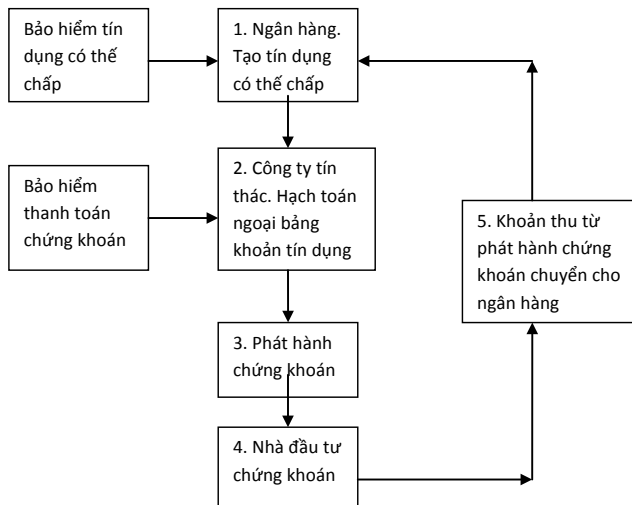 Bảo hiểm tín
dụng có thế
chấp
1. Ngân hàng.
Tạo tín dụng
có thế chấp
Bảo hiểm
thanh toán
chứng khoán
2. Công ty tín
thác. Hạch toán
ngoại bảng
khoản tín dụng
5. Khoản thu từ
phát hành chứng
khoán chuyển cho
ngân hàng
3. Phát hành
chứng khoán
4. Nhà đầu tư
chứng khoán